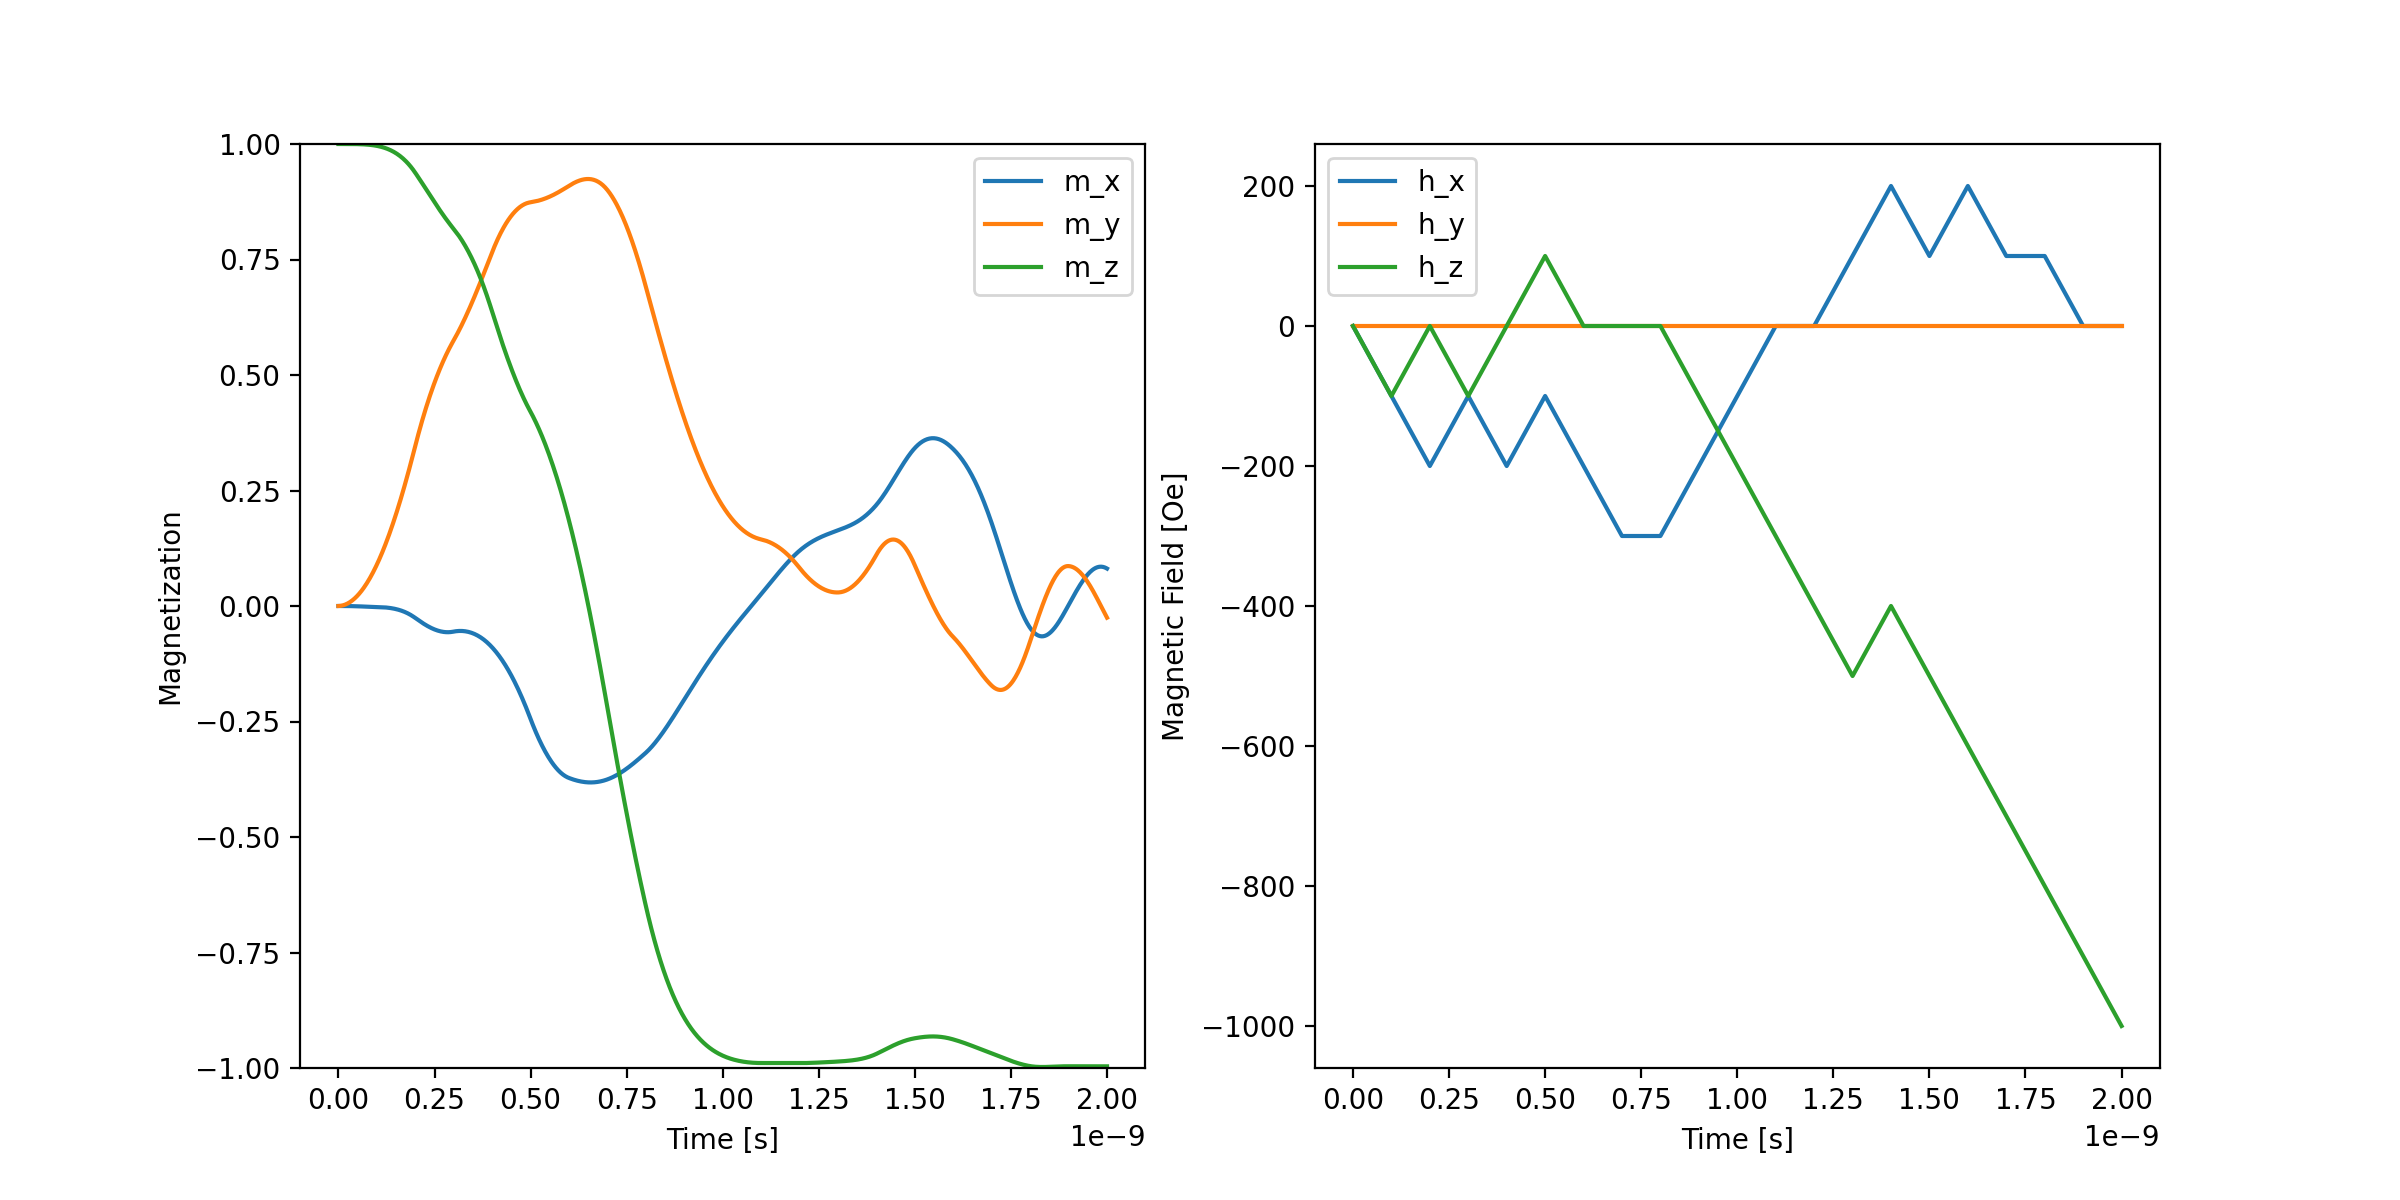 1.00
0.75
0.50
0.25
0.00
−0.25
−0.50
−0.75
−1.00
Magnetization
m_x
m_y
m_z
0.00 0.25 0.50 0.75 1.00 1.25 1.50 1.75 2.00
Time [s]
1e−9
200
0
−200
−400
−600
−800
−1000
Magnetic Field [Oe]
h_x
h_y
h_z
0.00 0.25 0.50 0.75 1.00 1.25 1.50 1.75 2.00
Time [s]
1e−9